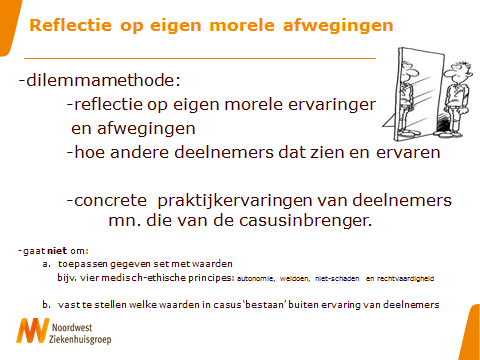 Reflectie op eigen morele afwegingen
-dilemmamethode:
-reflectie op eigen morele ervaringen
en afwegingen
-hoe andere deelnemers dat zien en ervaren
-concrete praktijkervaringen van deelnemers
mn. die van de casusinbrenger.
-gaat niet om:
a. toepassen gegeven set met waarden
bijv. vier medisch-ethische principes: autonomie, weldoen, niet-schaden en rechtvaardigheid
b. vast te stellen welke waarden in casus 'bestaan' buiten ervaring van deelnemers
Noordwest
Ziekenhuisgroep